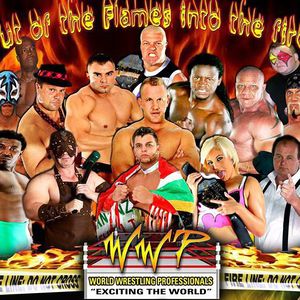 ut of the Flames into the fir
WWP
WORLD WRESTLING PROFESSIONALS
"EXCITING THE WORLD"
FIRE LINE: DO NOT CROSS
FIRE LINE: DO NOT CROSS